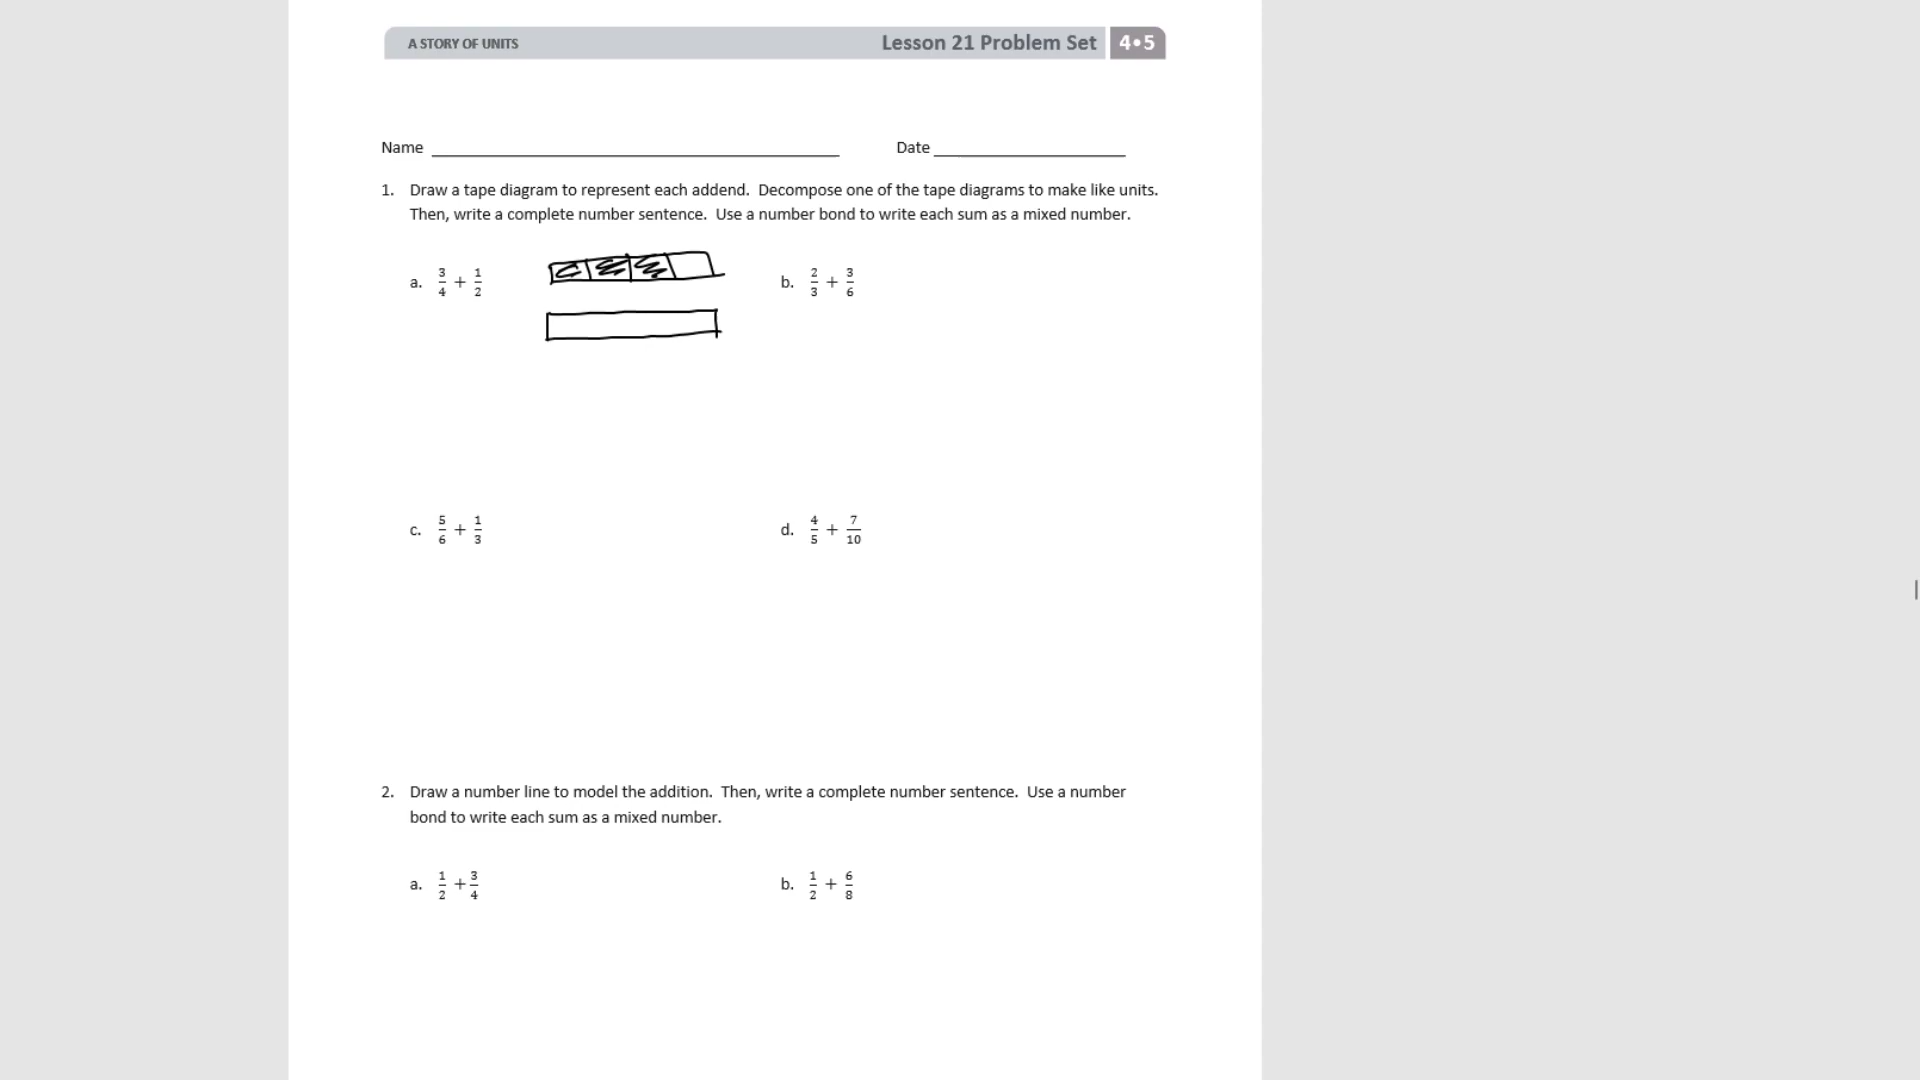 A STORY OF UNITS
Lesson 21 Problem Set 4•5
Name
Date
1. Draw a tape diagram to represent each addend. Decompose one of the tape diagrams to make like units.
Then, write a complete number sentence. Use a number bond to write each sum as a mixed number.
a. 3/4 + 1/2
b. 2/3 + 3/6
c. 5/6 + 1/3
d. 4/5 + 7/10
2. Draw a number line to model the addition. Then, write a complete number sentence. Use a number
bond to write each sum as a mixed number.
a. 1/2 + 3/4
b. 1/2 + 6/8